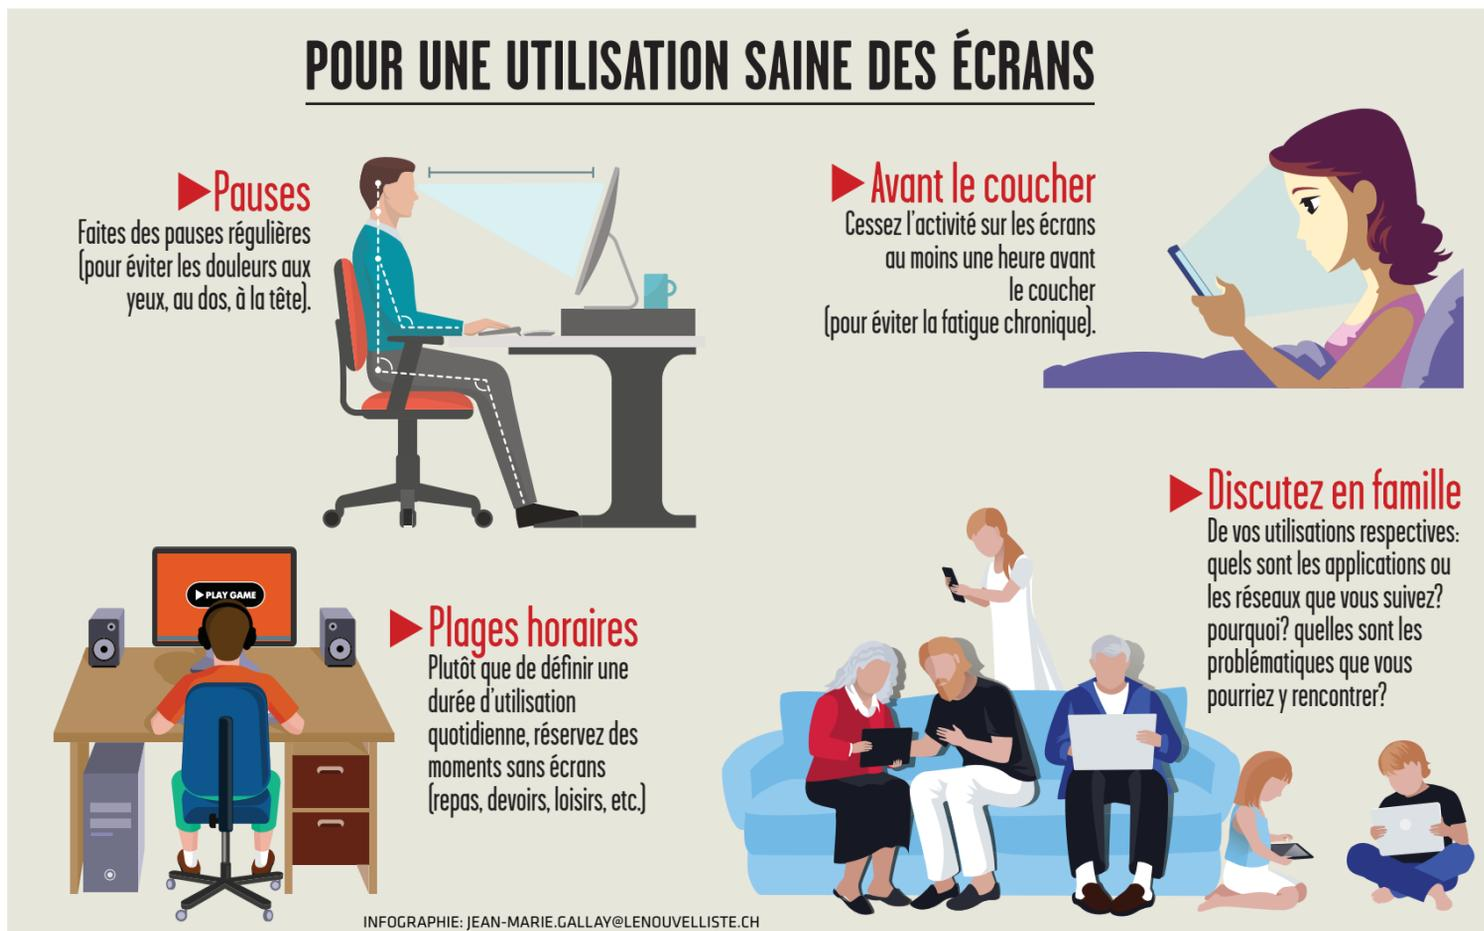 POUR UNE UTILISATION SAINE DES ÉCRANS
Pauses
Faites des pauses régulières
(pour éviter les douleurs aux
yeux, au dos, à la tête).
Avant le coucher
Cessez l'activité sur les écrans
au moins une heure avant
le coucher
(pour éviter la fatigue chronique).
PLAY GAME
Plages horaires
Plutôt que de définir une
durée d'utilisation
quotidienne, réservez des
moments sans écrans
(repas, devoirs, loisirs, etc.)
Discutez en famille
De vos utilisations respectives:
quels sont les applications ou
les réseaux que vous suivez?
pourquoi? quelles sont les
problématiques que vous
pourriez y rencontrer?
INFOGRAPHIE: JEAN-MARIE.GALLAY@LENOUVELLISTE.CH